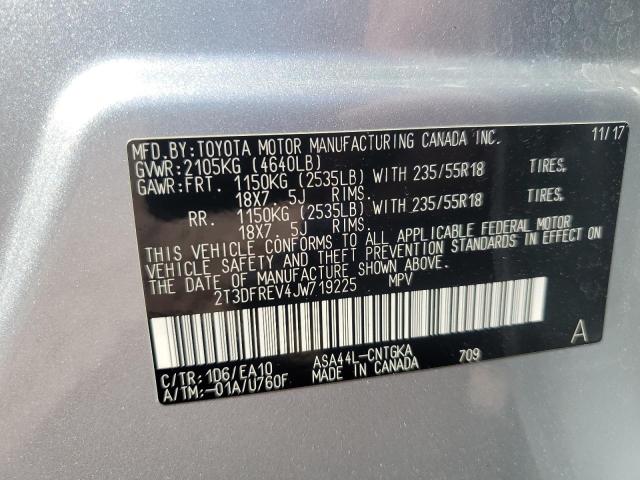 MFD. BY: TOYOTA MOTOR MANUFACTURING CANADA INC. 11/17
GVWR: 2105KG (4640LB)
GAWR: FRT. 1150KG (2535LB) WITH 235/55R18 TIRES.
18X7. 5J RIMS.
RR. 1150KG (2535LB) WITH 235/55R18 TIRES.
18X7. 5J RIMS.
THIS VEHICLE CONFORMS TO ALL APPLICABLE FEDERAL MOTOR
VEHICLE SAFETY AND THEFT PREVENTION STANDARDS IN EFFECT ON
THE DATE OF MANUFACTURE SHOWN ABOVE.
2T3DFREV4JW719225 MPV
A
C/TR: 1D6/EA10 ASA44L-CNTGKA 709
A/TM: -01A/U760F MADE IN CANADA